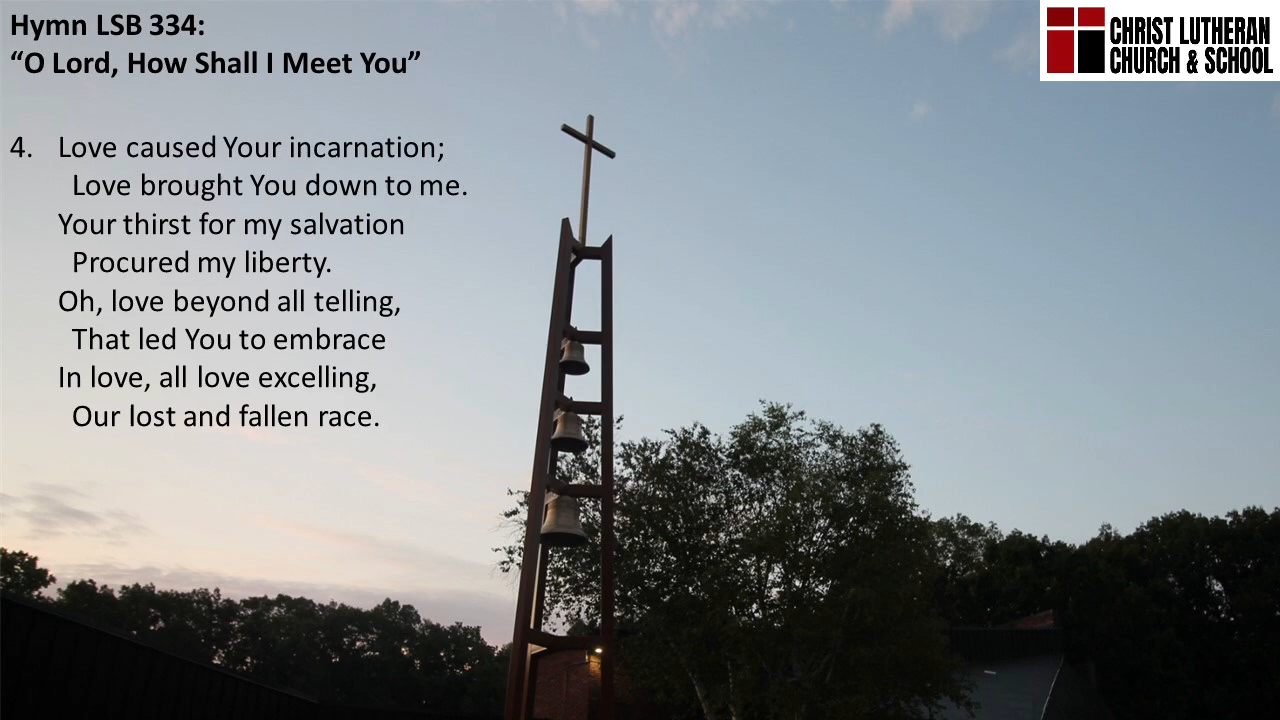 Hymn LSB 334:
“O Lord, How Shall I Meet You”
CHRIST LUTHERAN
CHURCH & SCHOOL
4. Love caused Your incarnation;
Love brought You down to me.
Your thirst for my salvation
Procured my liberty.
Oh, love beyond all telling,
That led You to embrace
In love, all love excelling,
Our lost and fallen race.